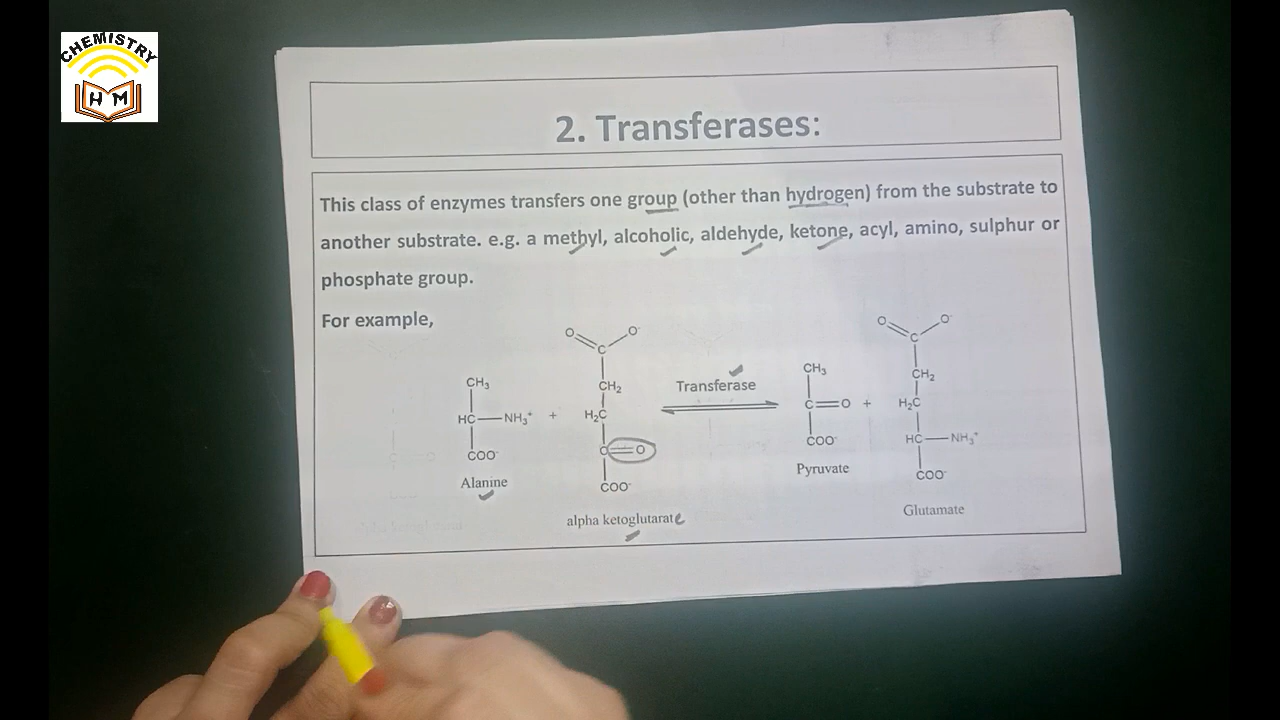 CHEMISTRY
H M
2. Transferases:
This class of enzymes transfers one group (other than hydrogen) from the substrate to
another substrate. e.g. a methyl, alcoholic, aldehyde, ketone, acyl, amino, sulphur or
phosphate group.
For example,
O O⁻ O O⁻
C C
CH₃ CH₂ Transferase CH₃ CH₂
HC NH₃⁺ + H₂C C O + H₂C
COO⁻ C O COO⁻ HC NH₃⁺
Alanine COO⁻ Pyruvate COO⁻
alpha ketoglutarate Glutamate